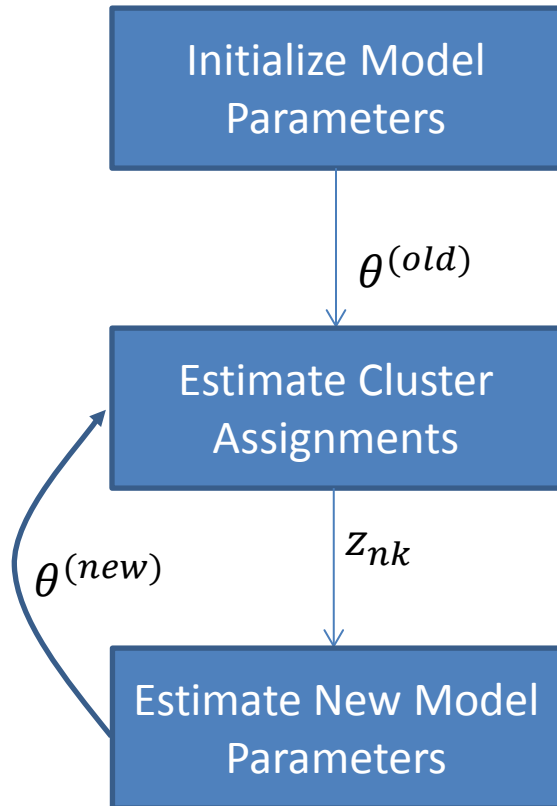 Initialize Model
Parameters
θ^(old)
Estimate Cluster
Assignments
z_nk
θ^(new)
Estimate New Model
Parameters